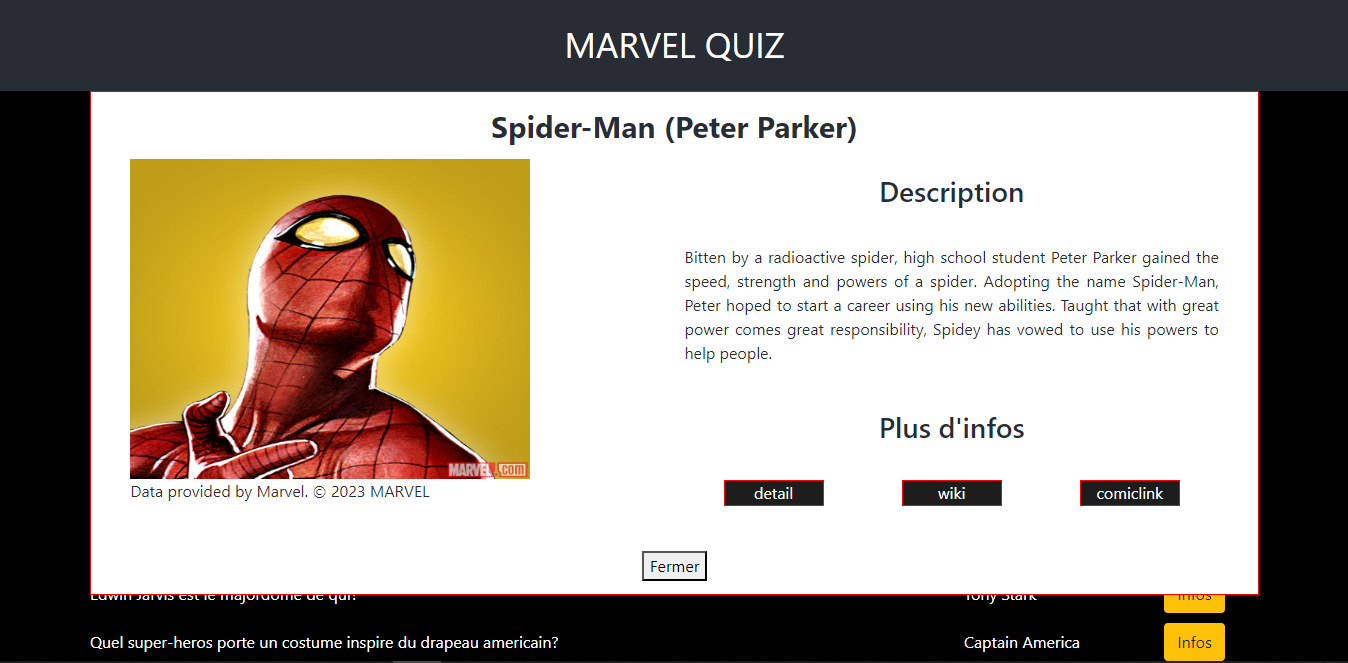 MARVEL QUIZ
Spider-Man (Peter Parker)
MARVEL.com
Data provided by Marvel. © 2023 MARVEL
Description
Bitten by a radioactive spider, high school student Peter Parker gained the
speed, strength and powers of a spider. Adopting the name Spider-Man,
Peter hoped to start a career using his new abilities. Taught that with great
power comes great responsibility, Spidey has vowed to use his powers to
help people.
Plus d'infos
detail wiki comiclink
Fermer
Edwin Jarvis est le majordome de qui? Tony Stark Infos
Quel super-heros porte un costume inspire du drapeau americain? Captain America Infos